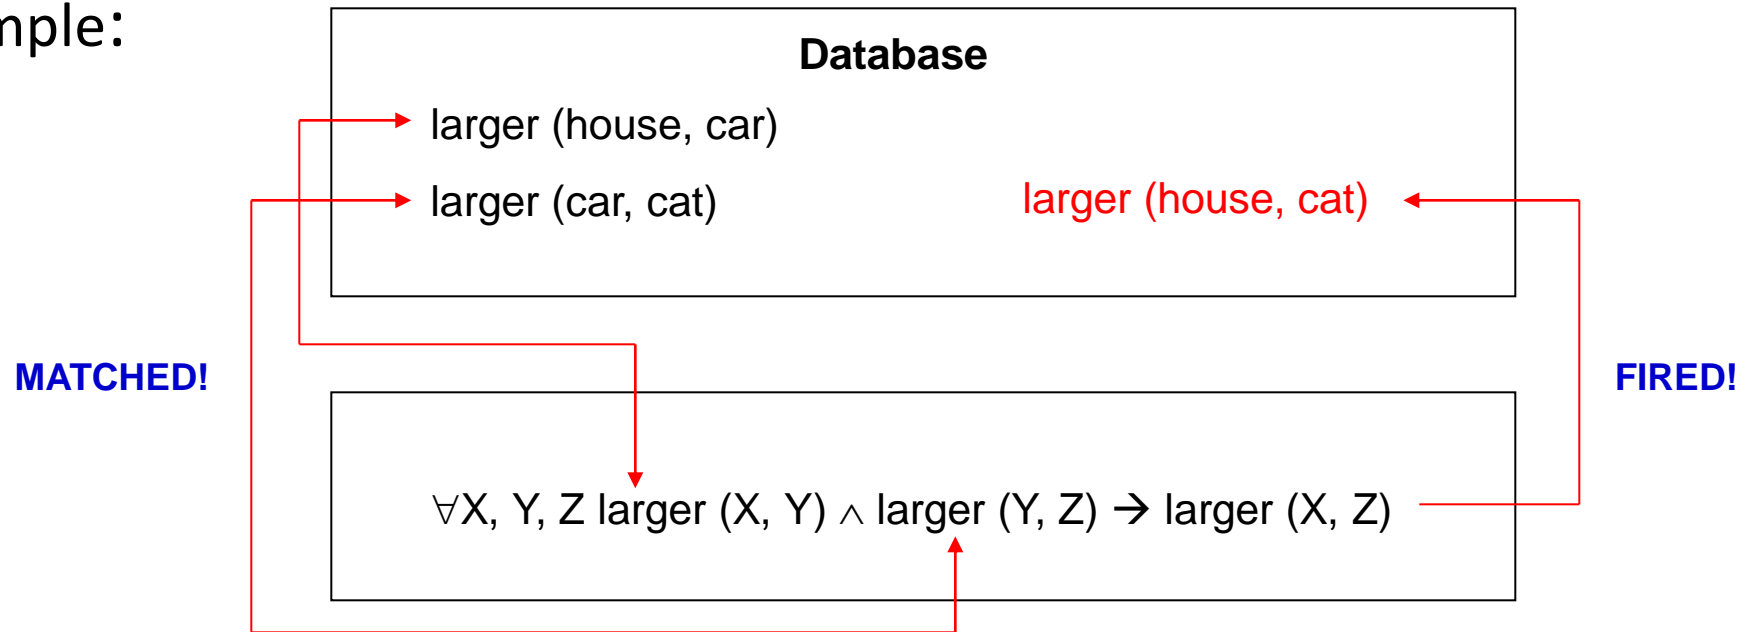 mple:
Database
larger (house, car)
larger (car, cat)
larger (house, cat)
MATCHED!
FIRED!
∀X, Y, Z larger (X, Y) ∧ larger (Y, Z) → larger (X, Z)